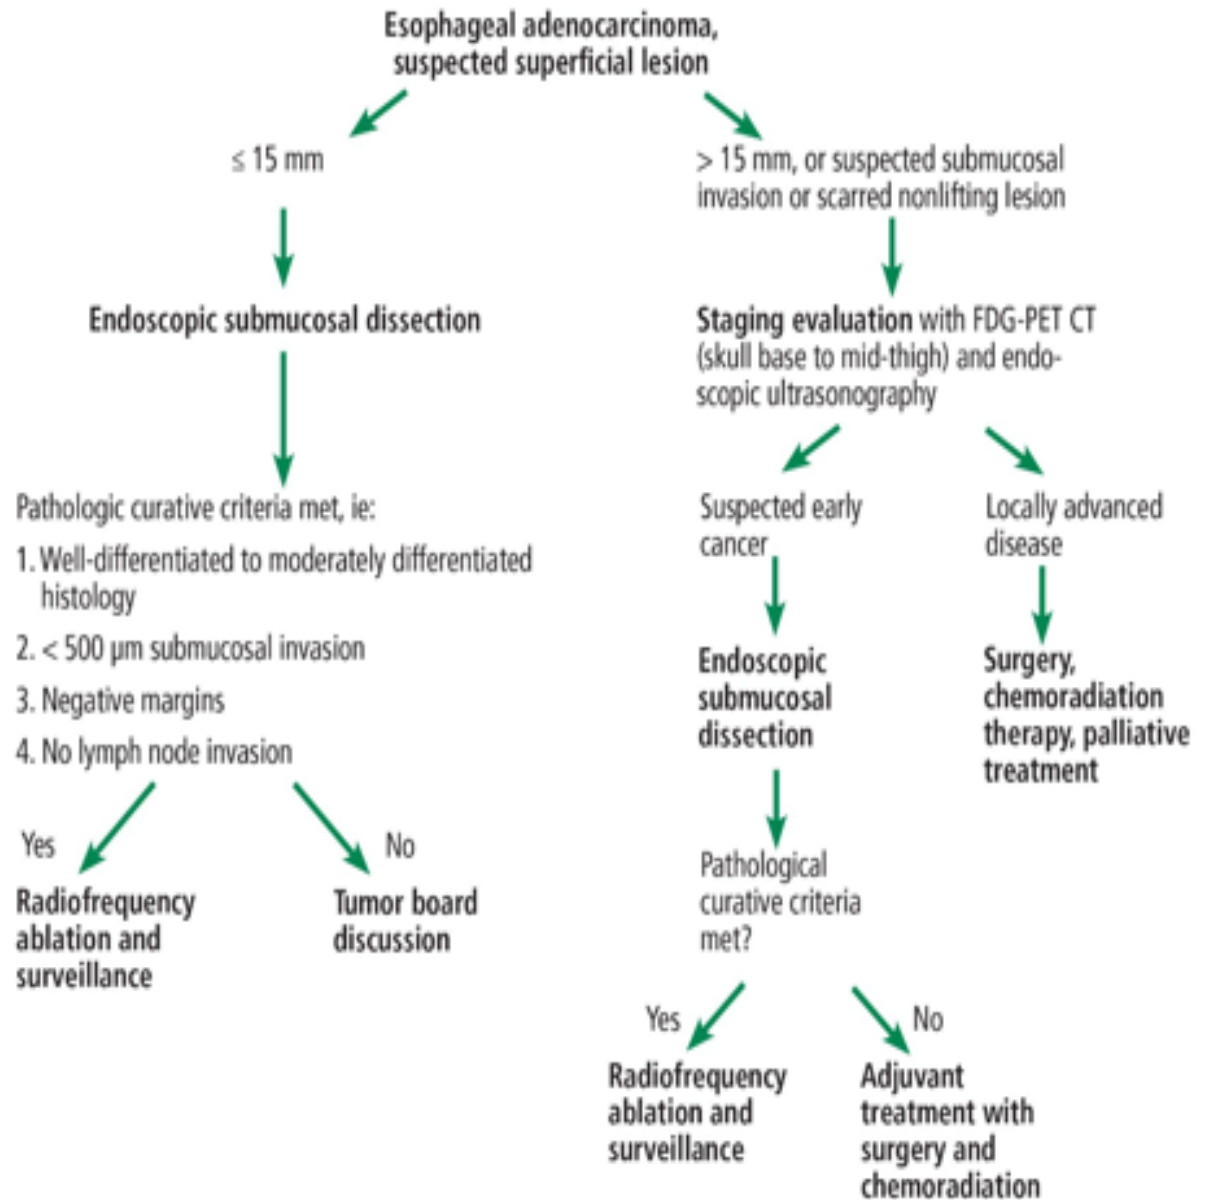 Esophageal adenocarcinoma,
suspected superficial lesion
≤ 15 mm
> 15 mm, or suspected submucosal
invasion or scarred nonlifting lesion
Endoscopic submucosal dissection
Staging evaluation with FDG-PET CT
(skull base to mid-thigh) and endo-
scopic ultrasonography
Pathologic curative criteria met, ie:
1. Well-differentiated to moderately differentiated
histology
2. < 500 µm submucosal invasion
3. Negative margins
4. No lymph node invasion
Suspected early
cancer
Locally advanced
disease
Endoscopic
submucosal
dissection
Surgery,
chemoradiation
therapy, palliative
treatment
Yes
No
Radiofrequency
ablation and
surveillance
Tumor board
discussion
Pathological
curative criteria
met?
Yes
No
Radiofrequency
ablation and
surveillance
Adjuvant
treatment with
surgery and
chemoradiation